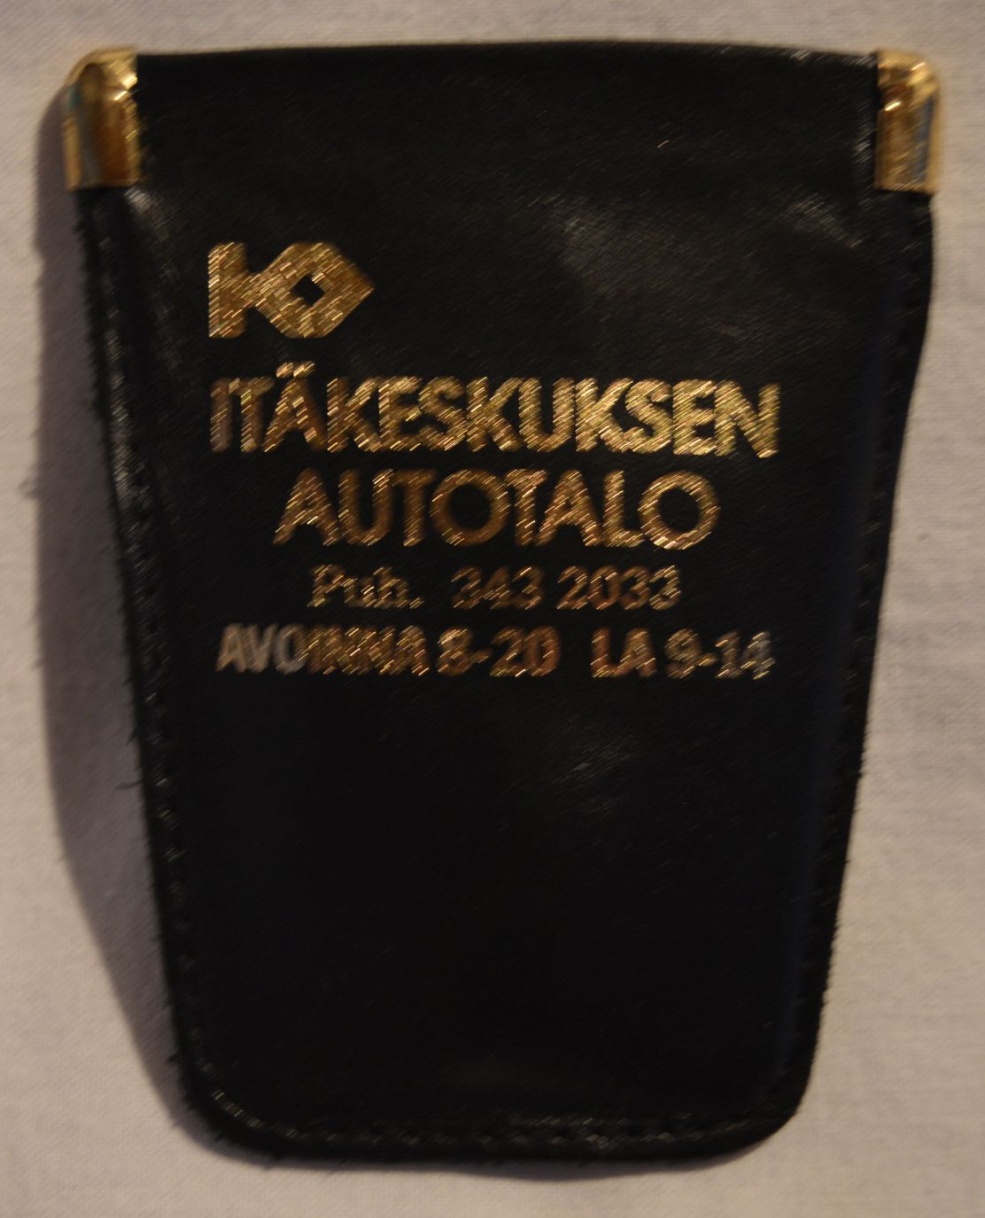 ITÄKESKUKSEN
AUTOTALO
Puh. 343 2033
AVOINNA 8-20 LA 9-14